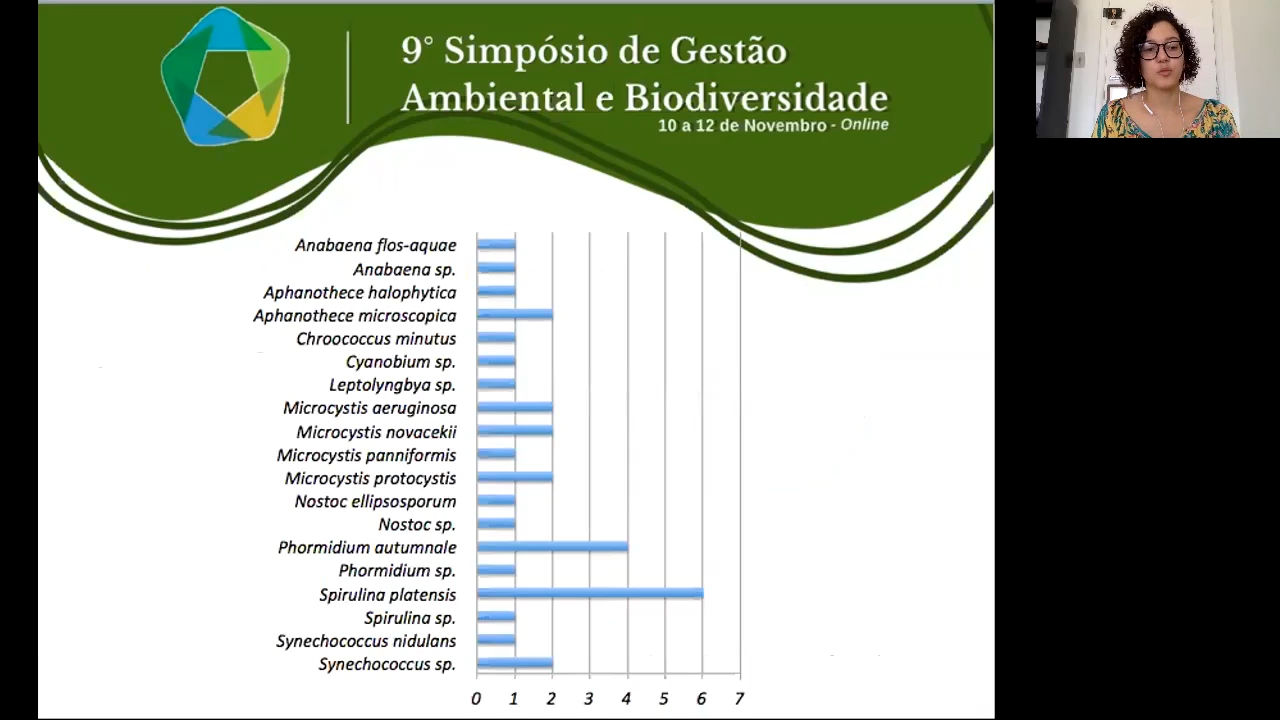 9° Simpósio de Gestão
Ambiental e Biodiversidade
10 a 12 de Novembro - Online
Anabaena flos-aquae
Anabaena sp.
Aphanothece halophytica
Aphanothece microscopica
Chroococcus minutus
Cyanobium sp.
Leptolyngbya sp.
Microcystis aeruginosa
Microcystis novacekii
Microcystis panniformis
Microcystis protocystis
Nostoc ellipsosporum
Nostoc sp.
Phormidium autumnale
Phormidium sp.
Spirulina platensis
Spirulina sp.
Synechococcus nidulans
Synechococcus sp.
0 1 2 3 4 5 6 7